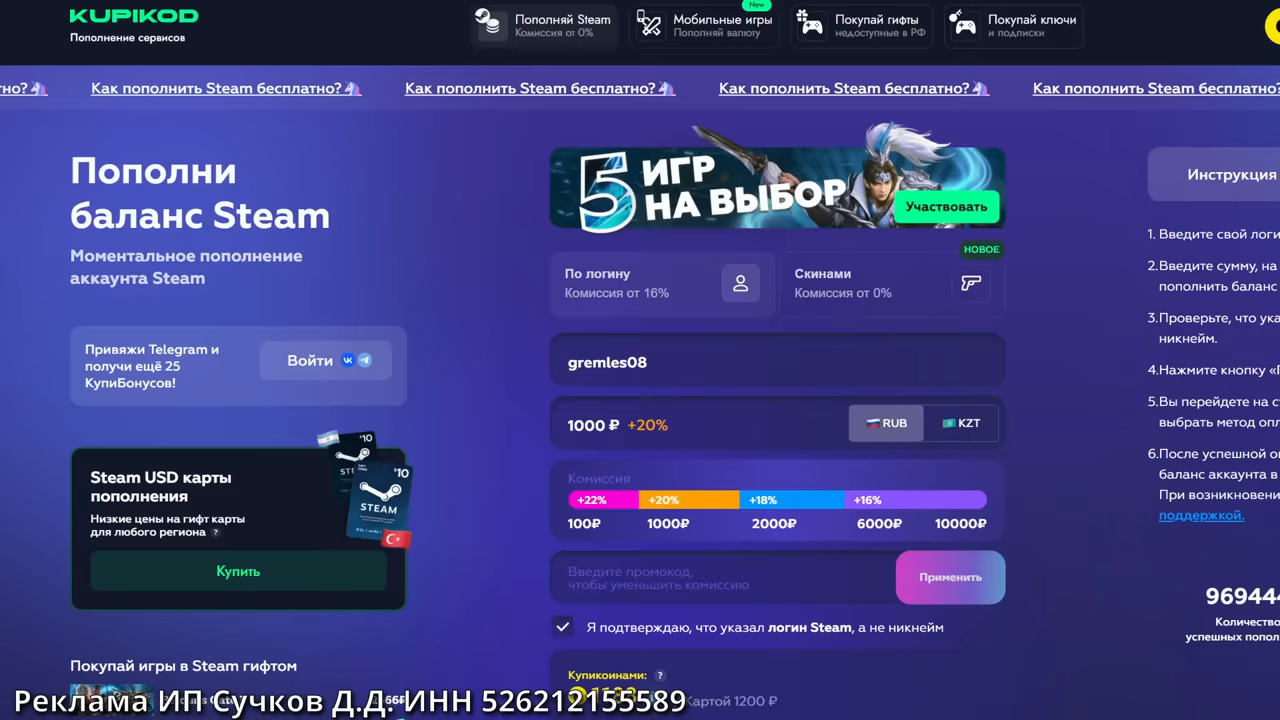 KUPIKOD
Пополнение сервисов
Пополняй Steam
Комиссия от 0%
New
Мобильные игры
Пополняй валюту
Покупай гифты
недоступные в РФ
Покупай ключи
и подписки
тно? Как пополнить Steam бесплатно? Как пополнить Steam бесплатно? Как пополнить Steam бесплатно? Как пополнить Steam бесплатно?
Пополни
баланс Steam
Моментальное пополнение
аккаунта Steam
Привяжи Telegram и
получи ещё 25
КупиБонусов!
Войти
Steam USD карты
пополнения
Низкие цены на гифт карты
для любого региона ?
Купить
$10
$10
STEAM
Покупай игры в Steam гифтом
5 ИГР
НА ВЫБОР
Участвовать
НОВОЕ
По логину
Комиссия от 16%
Скинами
Комиссия от 0%
gremles08
1000 ₽ +20%
RUB
KZT
Комиссия
+22% +20% +18% +16%
100₽ 1000₽ 2000₽ 6000₽ 10000₽
Введите промокод,
чтобы уменьшить комиссию
Применить
Я подтверждаю, что указал логин Steam, а не никнейм
Купикоинами: ?
Картой 1200 ₽
Инструкция
1. Введите свой логи
2.Введите сумму, на
пополнить баланс
3.Проверьте, что ука
никнейм.
4.Нажмите кнопку «П
5.Вы перейдете на с
выбрать метод опл
6.После успешной о
баланс аккаунта в
При возникновени
поддержкой.
96944
Количество
успешных попол
Реклама ИП Сучков Д.Д. ИНН 526212155589